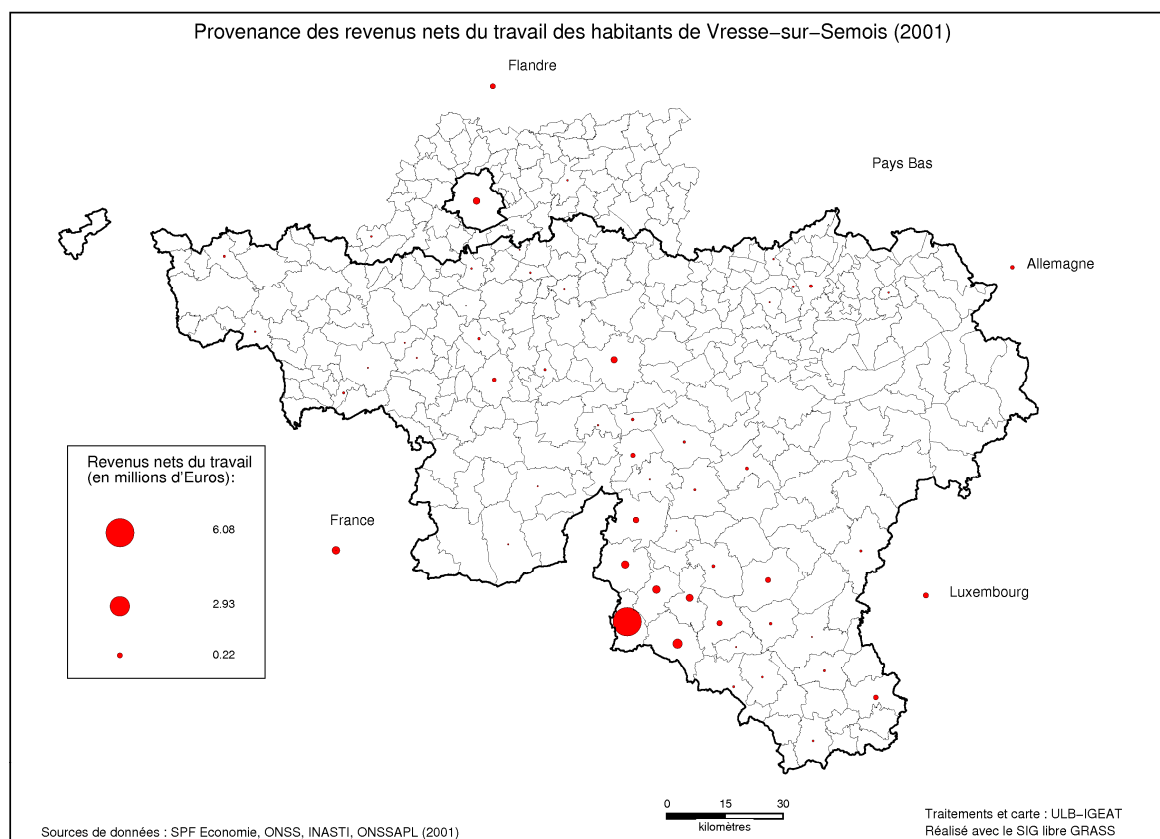 Provenance des revenus nets du travail des habitants de Vresse−sur−Semois (2001)
Flandre
Pays Bas
Allemagne
Revenus nets du travail
(en millions d'Euros):
6.08
2.93
0.22
France
Luxembourg
0 15 30
kilomètres
Sources de données : SPF Economie, ONSS, INASTI, ONSSAPL (2001)
Traitements et carte : ULB−IGEAT
Réalisé avec le SIG libre GRASS